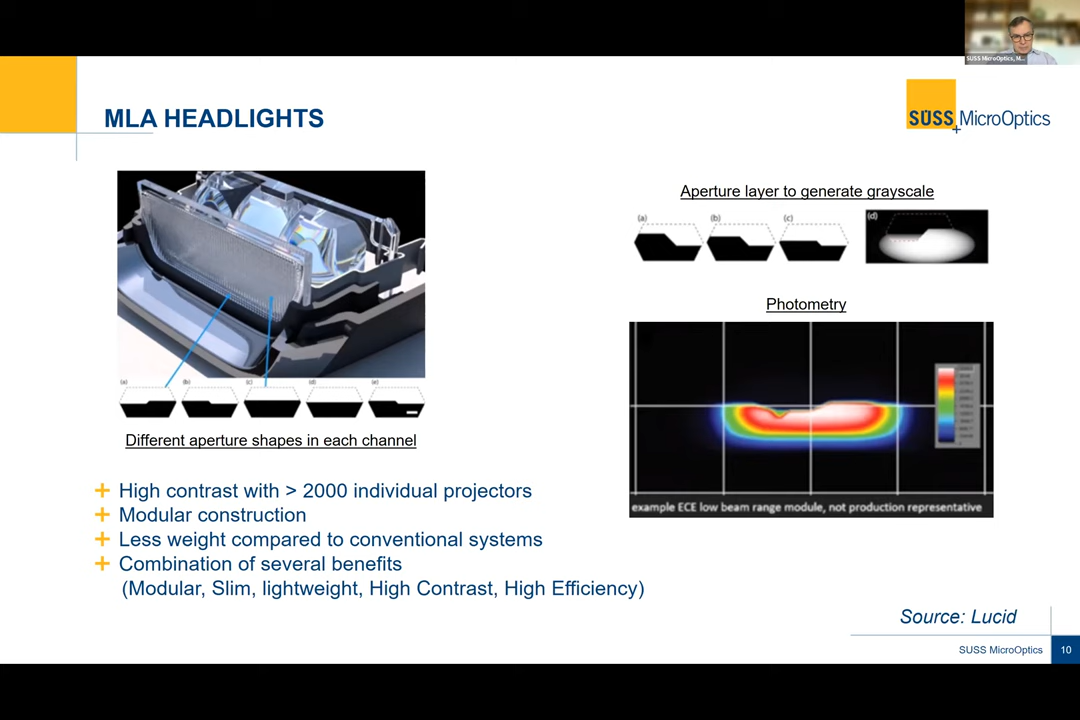 SUSS MicroOptics, M...
MLA HEADLIGHTS
SUSS MicroOptics
Aperture layer to generate grayscale
(a) (b) (c) (d)
Photometry
(a) (b) (c) (d) (e)
Different aperture shapes in each channel
example ECE low beam range module, not production representative
High contrast with > 2000 individual projectors
Modular construction
Less weight compared to conventional systems
Combination of several benefits
(Modular, Slim, lightweight, High Contrast, High Efficiency)
Source: Lucid
SUSS MicroOptics 10